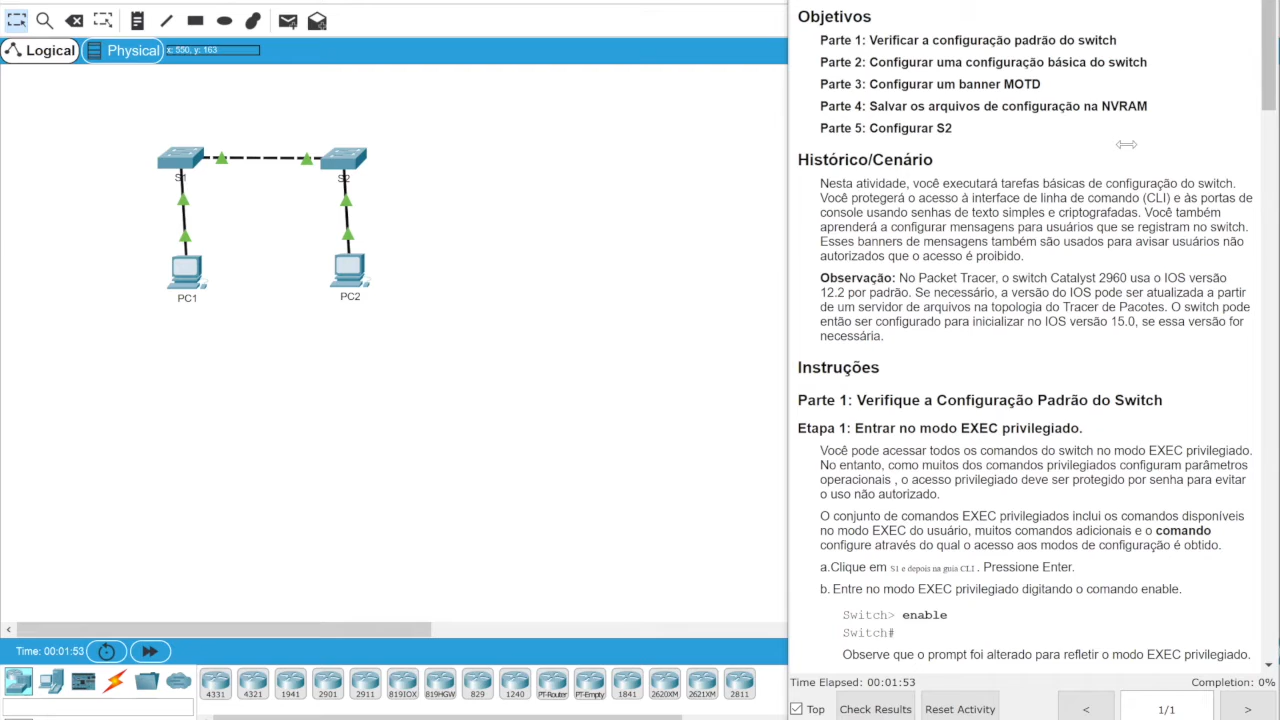 Logical
Physical
x: 550, y: 163
S1
S2
PC1
PC2
Time: 00:01:53
4331
4321
1941
2901
2911
819IOX
819HGW
829
1240
PT-Router
PT-Empty
1841
2620XM
2621XM
2811
Objetivos
Parte 1: Verificar a configuração padrão do switch
Parte 2: Configurar uma configuração básica do switch
Parte 3: Configurar um banner MOTD
Parte 4: Salvar os arquivos de configuração na NVRAM
Parte 5: Configurar S2
Histórico/Cenário
Nesta atividade, você executará tarefas básicas de configuração do switch.
Você protegerá o acesso à interface de linha de comando (CLI) e às portas de
console usando senhas de texto simples e criptografadas. Você também
aprenderá a configurar mensagens para usuários que se registram no switch.
Esses banners de mensagens também são usados para avisar usuários não
autorizados que o acesso é proibido.
Observação: No Packet Tracer, o switch Catalyst 2960 usa o IOS versão
12.2 por padrão. Se necessário, a versão do IOS pode ser atualizada a partir
de um servidor de arquivos na topologia do Tracer de Pacotes. O switch pode
então ser configurado para inicializar no IOS versão 15.0, se essa versão for
necessária.
Instruções
Parte 1: Verifique a Configuração Padrão do Switch
Etapa 1: Entrar no modo EXEC privilegiado.
Você pode acessar todos os comandos do switch no modo EXEC privilegiado.
No entanto, como muitos dos comandos privilegiados configuram parâmetros
operacionais , o acesso privilegiado deve ser protegido por senha para evitar
o uso não autorizado.
O conjunto de comandos EXEC privilegiados inclui os comandos disponíveis
no modo EXEC do usuário, muitos comandos adicionais e o comando
configure através do qual o acesso aos modos de configuração é obtido.
a.Clique em S1 e depois na guia CLI . Pressione Enter.
b. Entre no modo EXEC privilegiado digitando o comando enable.
Switch> enable
Switch#
Observe que o prompt foi alterado para refletir o modo EXEC privilegiado.
Time Elapsed: 00:01:53
Completion: 0%
Top
Check Results
Reset Activity
<
1/1
>